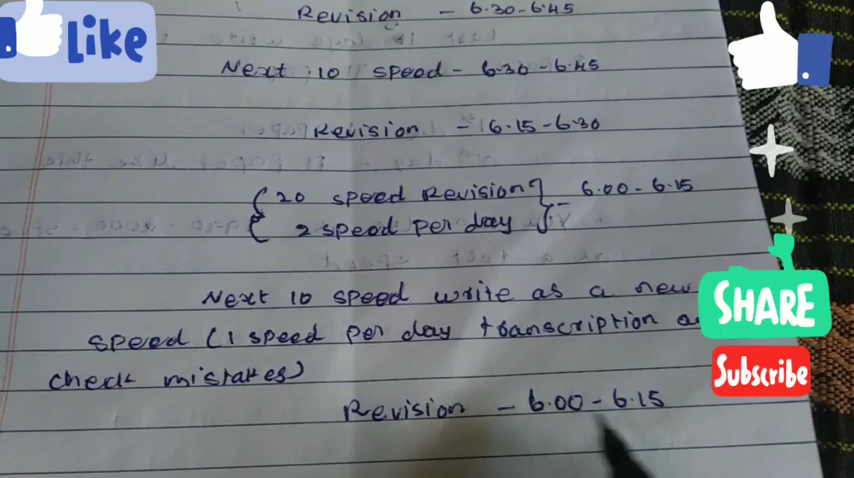 Revision - 6.30-6.45
Like
Next 10 speed - 6.30-6.45
Revision - 6.15-6.30
{20 speed Revision} - 6.00-6.15
{2 speed per day}
Next 10 speed write as a new
speed (1 speed per day transcription a
check mistakes)
Revision - 6.00-6.15
SHARE
Subscribe